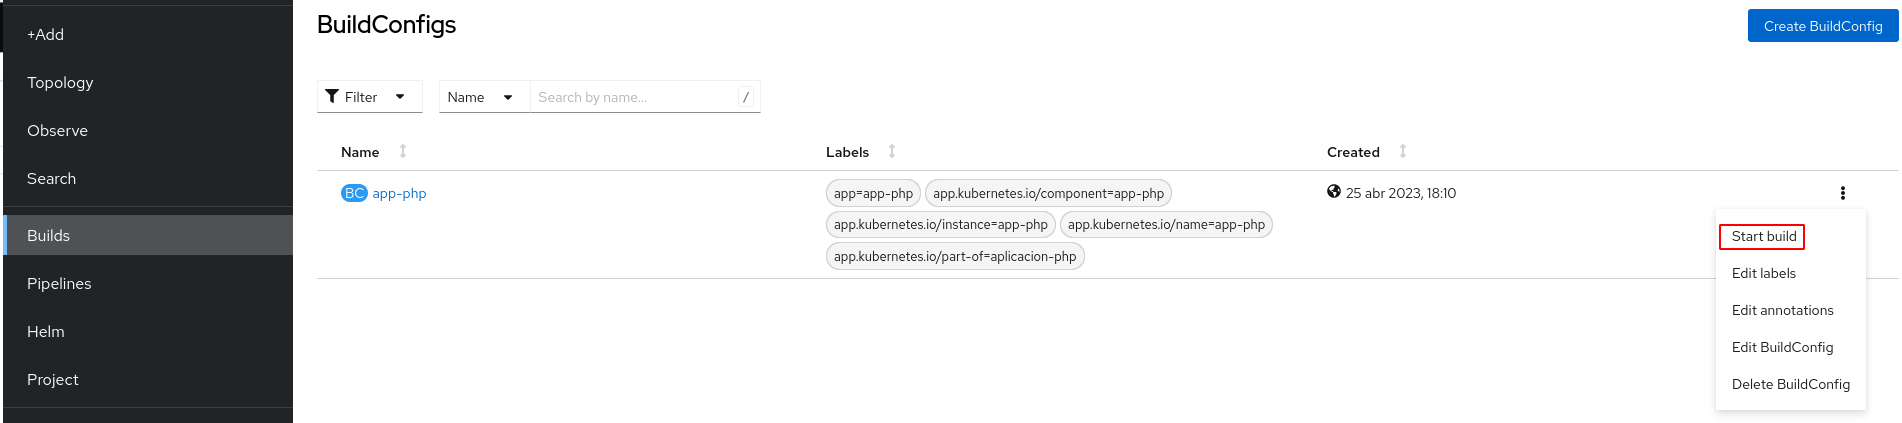 BuildConfigs
Create BuildConfig
+Add
Topology
Observe
Search
Builds
Pipelines
Helm
Project
Filter
Name
Search by name...
/
Name Labels Created
BC app-php
app=app-php app.kubernetes.io/component=app-php
app.kubernetes.io/instance=app-php app.kubernetes.io/name=app-php
app.kubernetes.io/part-of=aplicacion-php
25 abr 2023, 18:10
Start build
Edit labels
Edit annotations
Edit BuildConfig
Delete BuildConfig